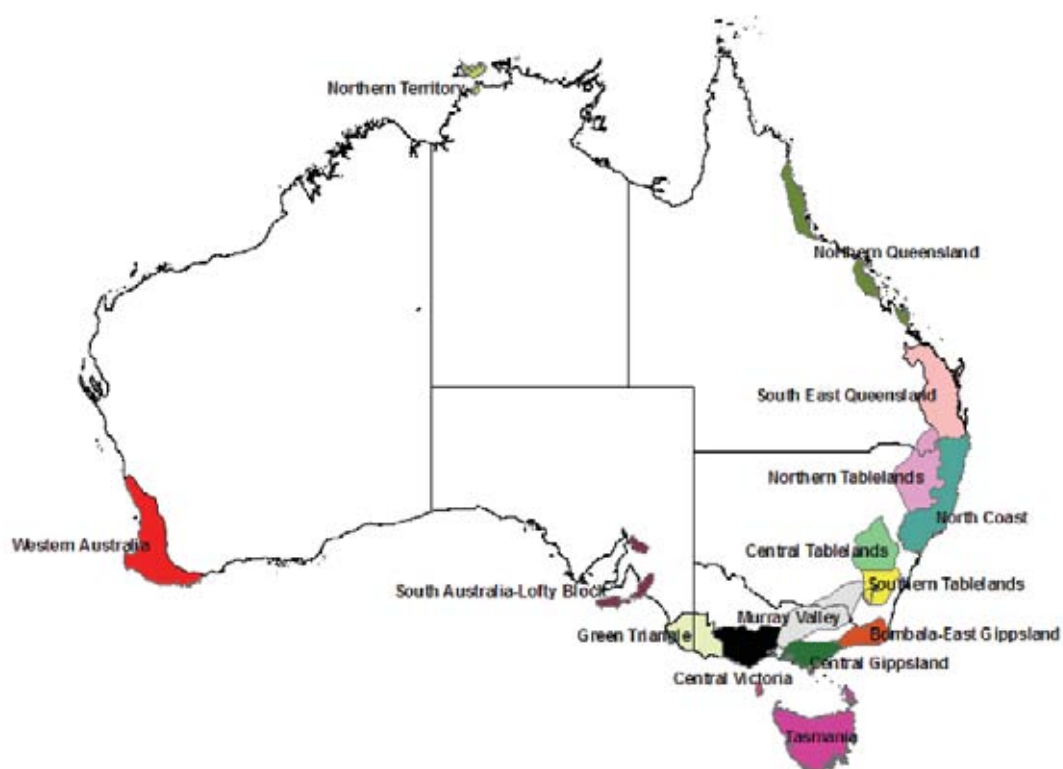 Northern Territory
Northern Queensland
South East Queensland
Northern Tablelands
North Coast
Western Australia
Central Tablelands
Southern Tablelands
South Australia-Lofty Block
Murray Valley
Green Triangle
Bombala-East Gippsland
Central Gippsland
Central Victoria
Tasmania